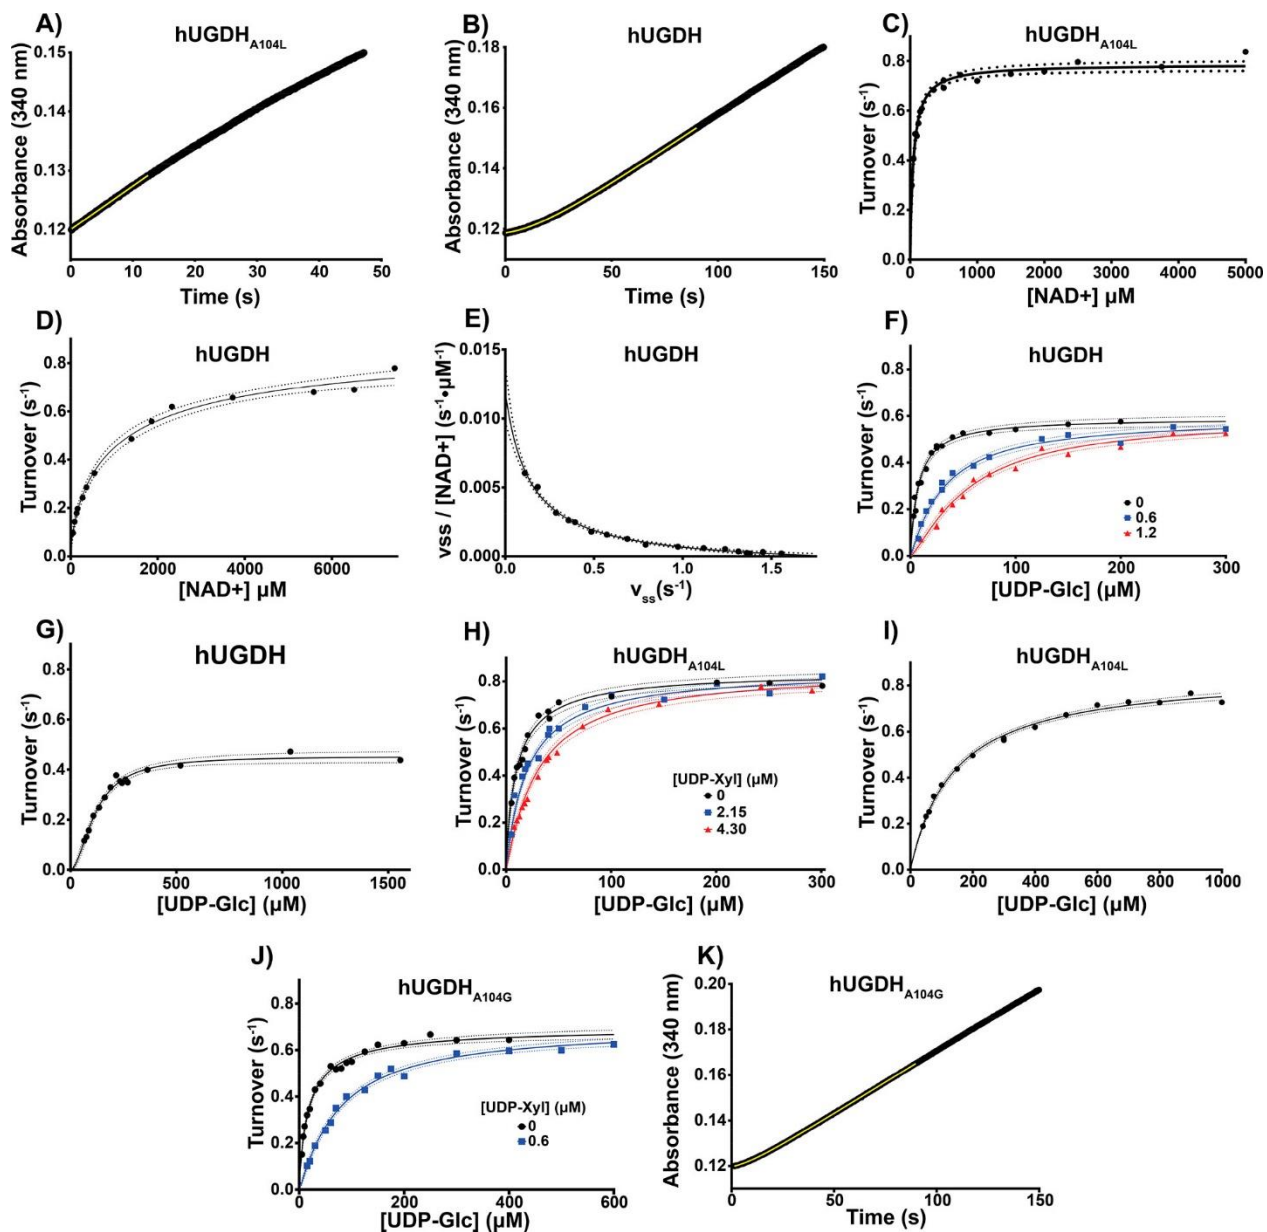 A)
hUGDHA104L
0.15
0.14
0.13
0.12
Absorbance (340 nm)
0 10 20 30 40 50
Time (s)
B)
hUGDH
0.18
0.16
0.14
0.12
Absorbance (340 nm)
0 50 100 150
Time (s)
C)
hUGDHA104L
0.8
0.6
0.4
0.2
0.0
Turnover (s-1)
0 1000 2000 3000 4000 5000
[NAD+] µM
D)
hUGDH
0.8
0.6
0.4
0.2
0.0
Turnover (s-1)
0 2000 4000 6000
[NAD+] µM
E)
hUGDH
0.015
0.010
0.005
0.000
vss / [NAD+] (s-1•µM-1)
0.0 0.5 1.0 1.5
vss(s-1)
F)
hUGDH
0.8
0.6
0.4
0.2
0.0
Turnover (s-1)
0
0.6
1.2
0 100 200 300
[UDP-Glc] (µM)
G)
hUGDH
0.8
0.6
0.4
0.2
0.0
Turnover (s-1)
0 500 1000 1500
[UDP-Glc] (µM)
H)
hUGDHA104L
0.8
0.6
0.4
0.2
0.0
Turnover (s-1)
[UDP-Xyl] (µM)
0
2.15
4.30
0 100 200 300
[UDP-Glc] (µM)
I)
hUGDHA104L
0.8
0.6
0.4
0.2
0.0
Turnover (s-1)
0 200 400 600 800 1000
[UDP-Glc] (µM)
J)
hUGDHA104G
0.8
0.6
0.4
0.2
0.0
Turnover (s-1)
[UDP-Xyl] (µM)
0
0.6
0 200 400 600
[UDP-Glc] (µM)
K)
hUGDHA104G
0.20
0.18
0.16
0.14
0.12
Absorbance (340 nm)
0 50 100 150
Time (s)